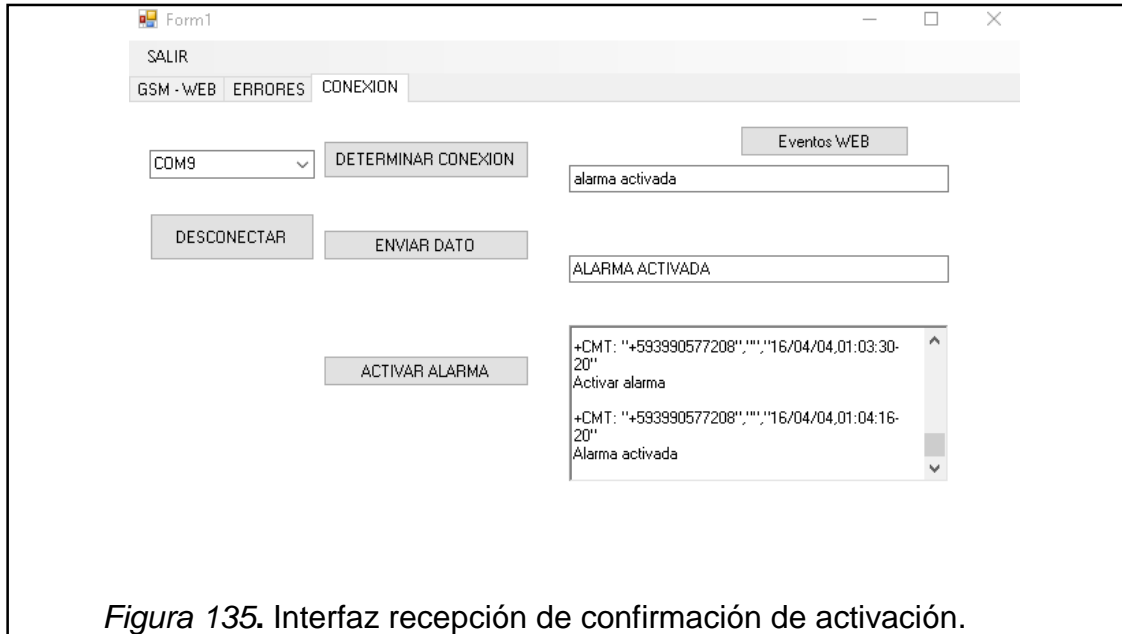 Form1
SALIR
GSM - WEB ERRORES CONEXION
Eventos WEB
COM9 DETERMINAR CONEXION
alarma activada
DESCONECTAR ENVIAR DATO
ALARMA ACTIVADA
ACTIVAR ALARMA
+CMT: "+593990577208","","16/04/04,01:03:30-
20"
Activar alarma
+CMT: "+593990577208","","16/04/04,01:04:16-
20"
Alarma activada
Figura 135. Interfaz recepción de confirmación de activación.